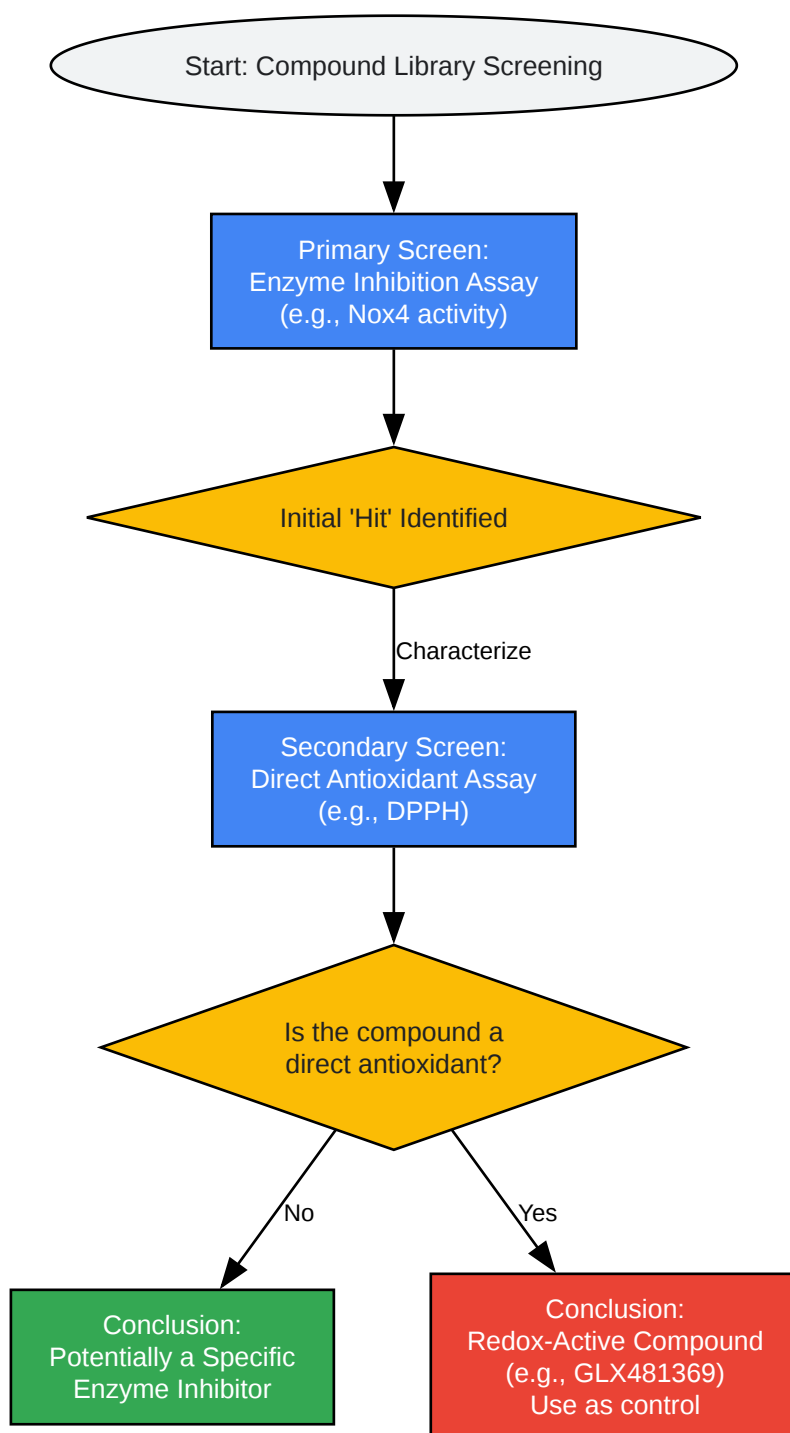 Start: Compound Library Screening
Primary Screen:
Enzyme Inhibition Assay
(e.g., Nox4 activity)
Initial 'Hit' Identified
Characterize
Secondary Screen:
Direct Antioxidant Assay
(e.g., DPPH)
Is the compound a
direct antioxidant?
No
Yes
Conclusion:
Potentially a Specific
Enzyme Inhibitor
Conclusion:
Redox-Active Compound
(e.g., GLX481369)
Use as control